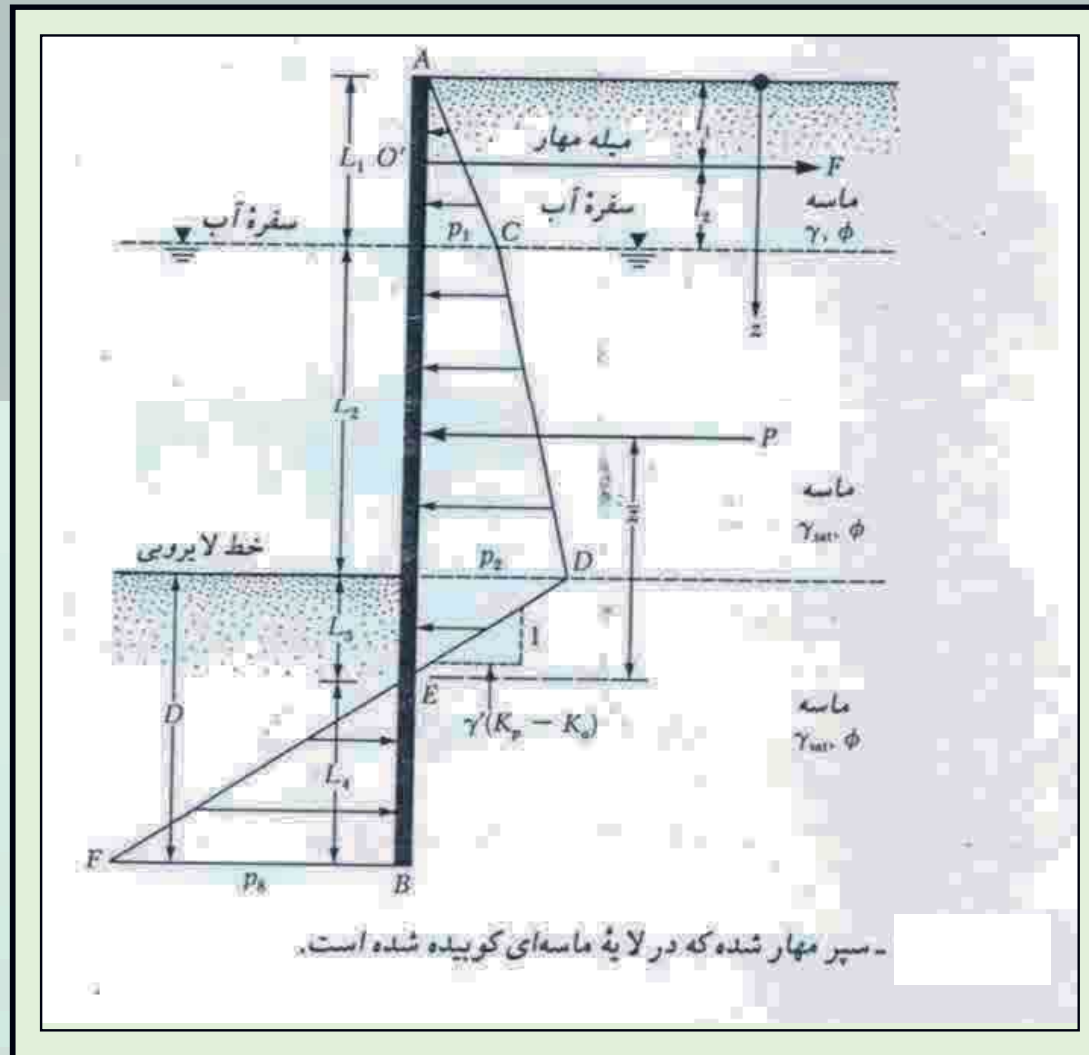 A
L₁
O'
میله مهار
l₁
F
سفرهٔ آب
سفرهٔ آب
l₂
ماسه
γ, φ
p₁
C
z
L₂
P
ماسه
γsat, φ
z̄
خط لایروبی
p₂
D
L₃
1
D
E
γ'(Kp − Ka)
ماسه
γsat, φ
L₄
F
p₈
B
ـ سپر مهار شده که در لایهٔ ماسه‌ای کوبیده شده است.